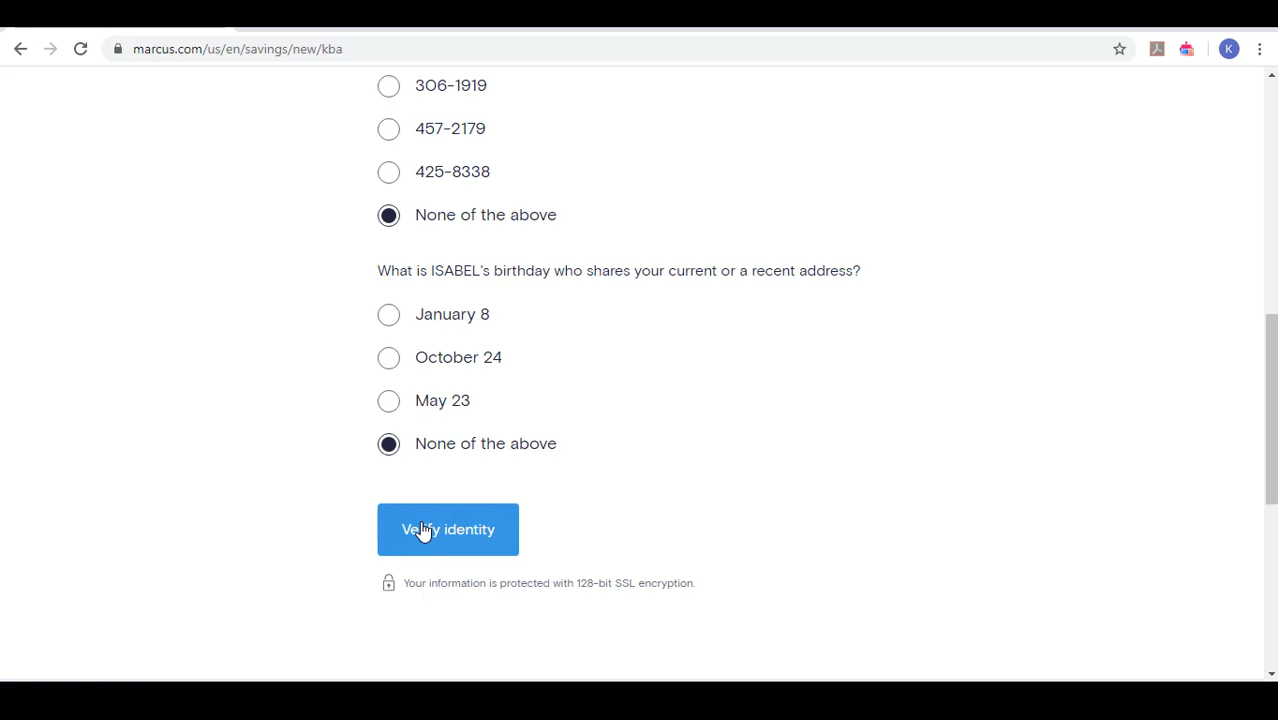 marcus.com/us/en/savings/new/kba
K
306-1919
457-2179
425-8338
None of the above
What is ISABEL's birthday who shares your current or a recent address?
January 8
October 24
May 23
None of the above
Verify identity
Your information is protected with 128-bit SSL encryption.